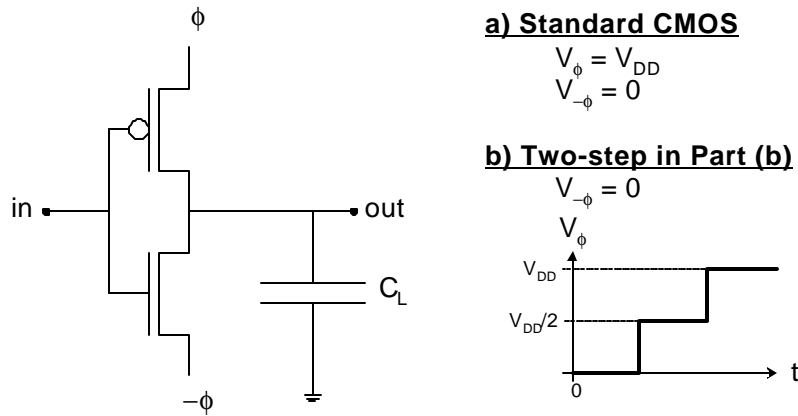 ϕ
in
out
C_L
−ϕ
a) Standard CMOS
V_ϕ = V_DD
V_−ϕ = 0
b) Two-step in Part (b)
V_−ϕ = 0
V_ϕ
V_DD
V_DD/2
0
t